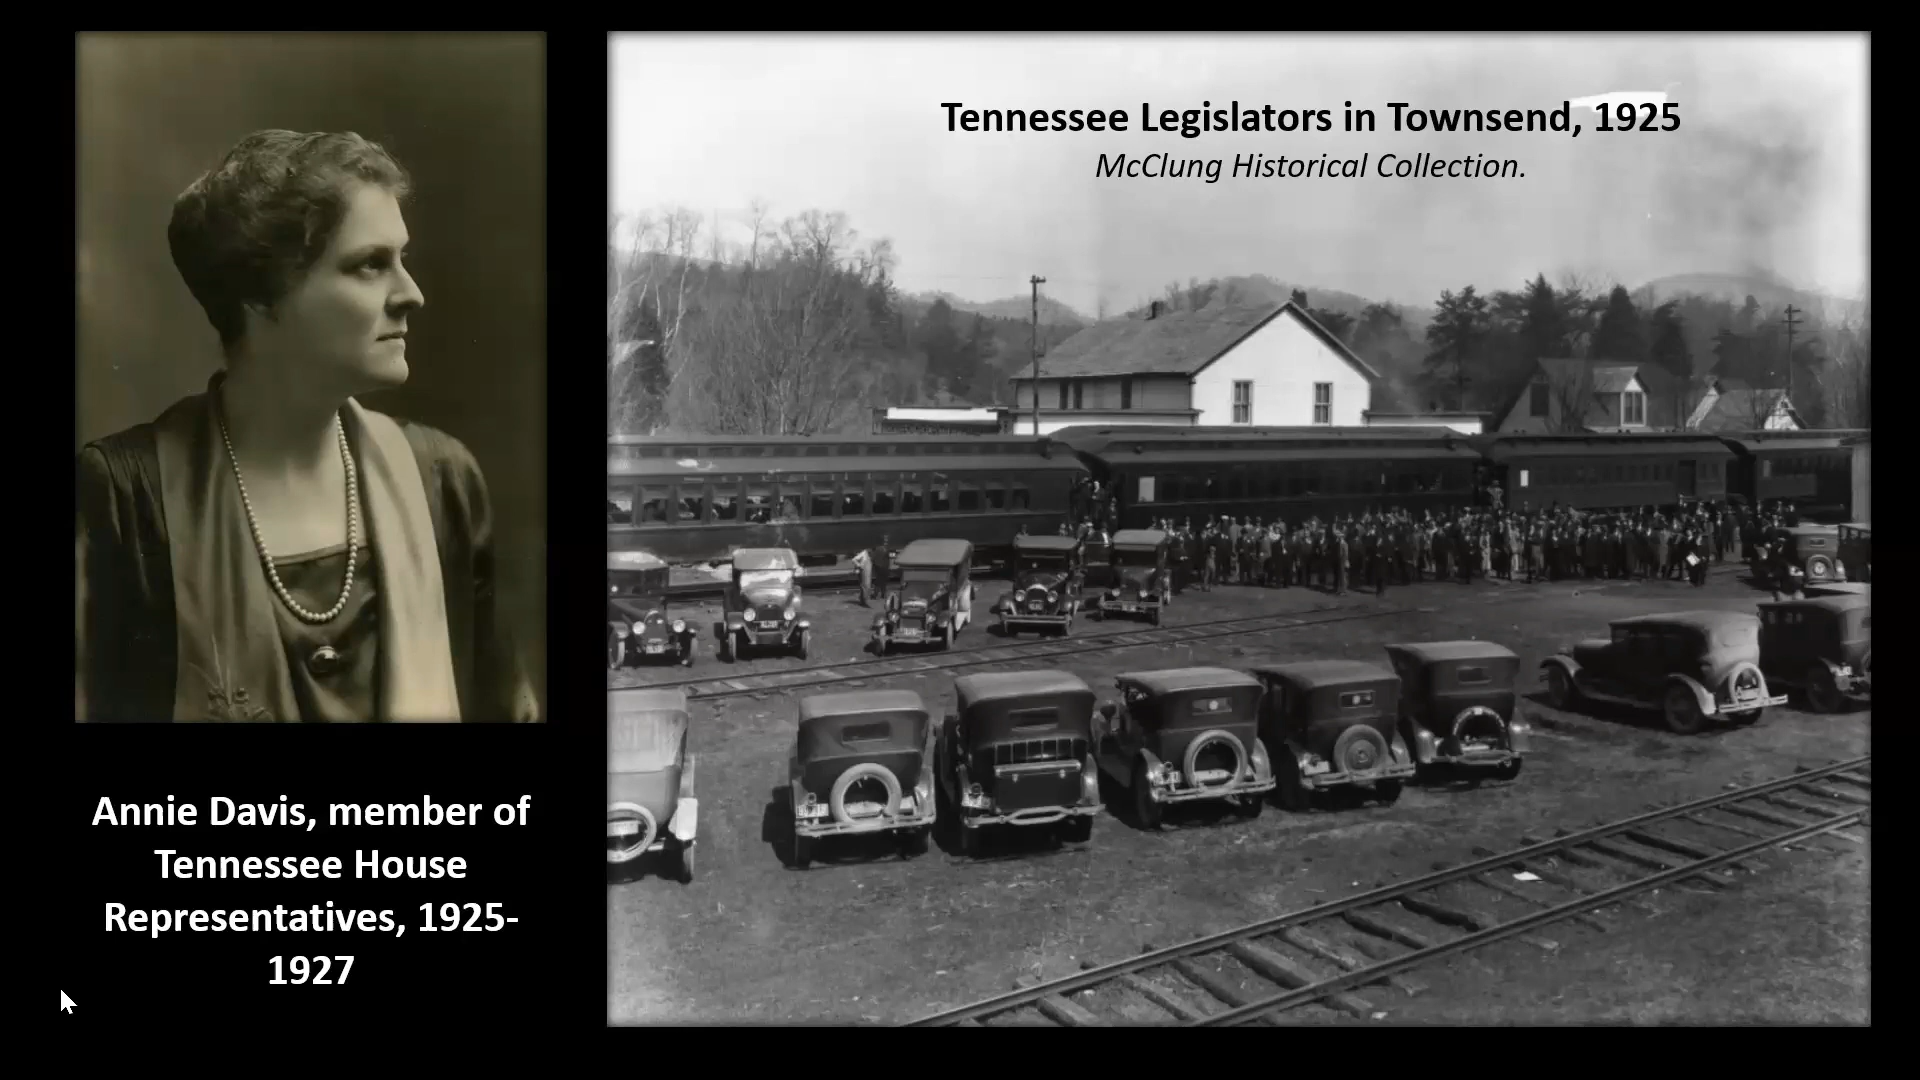 Tennessee Legislators in Townsend, 1925
McClung Historical Collection.
Annie Davis, member of
Tennessee House
Representatives, 1925-
1927